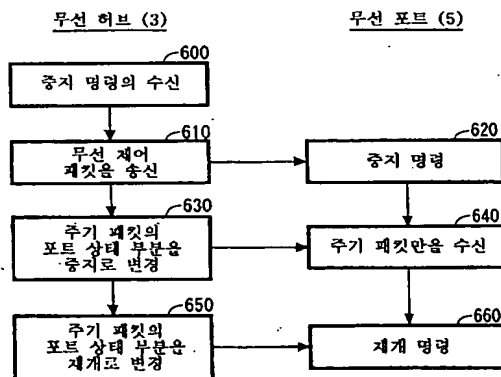 무선 허브 (3)
무선 포트 (5)
600
중지 명령의 수신
610
무선 제어
패킷을 송신
620
중지 명령
630
주기 패킷의
포트 상태 부분을
중지로 변경
640
주기 패킷만을 수신
650
주기 패킷의
포트 상태 부분을
재개로 변경
660
재개 명령